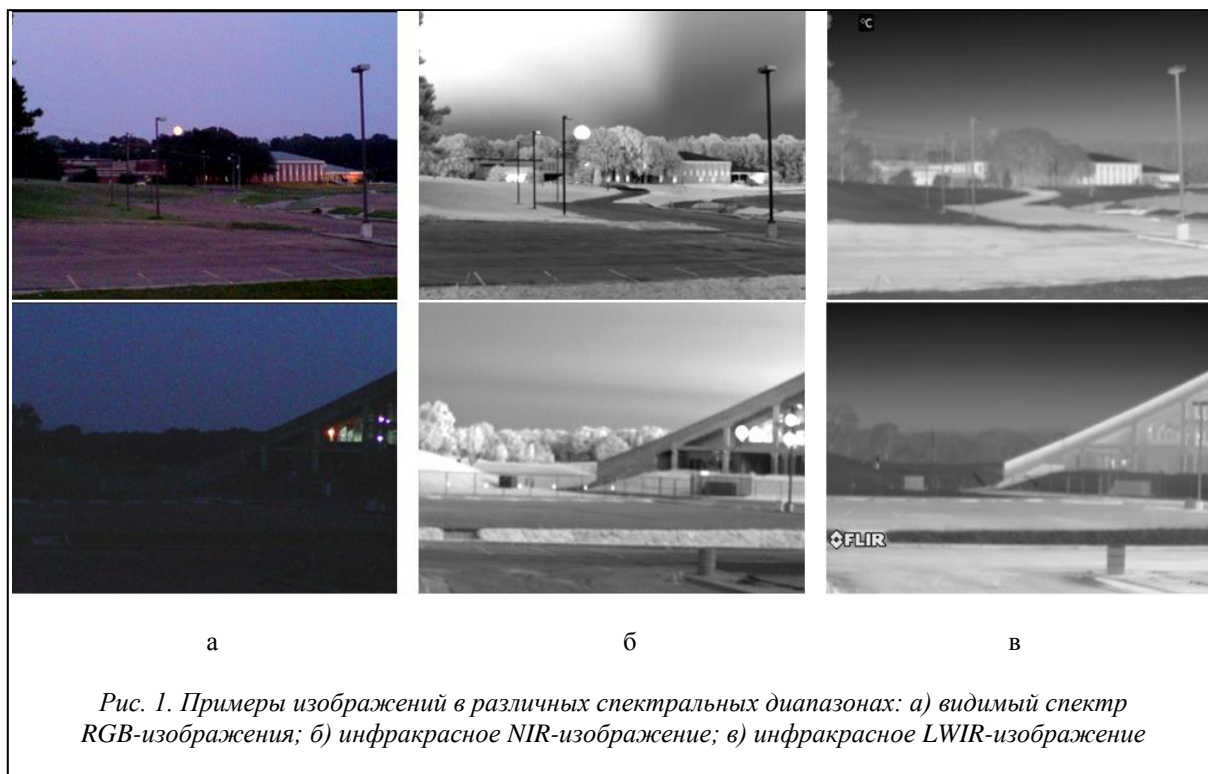 °C
FLIR
а б в
Рис. 1. Примеры изображений в различных спектральных диапазонах: а) видимый спектр
RGB-изображения; б) инфракрасное NIR-изображение; в) инфракрасное LWIR-изображение